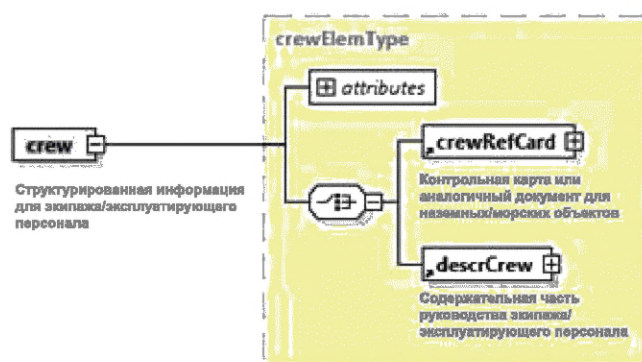 crewElemType
attributes
crew
Структурированная информация
для экипажа/эксплуатирующего
персонала
crewRefCard
Контрольная карта или
аналогичный документ для
наземных/морских объектов
descrCrew
Содержательная часть
руководства экипажа/
эксплуатирующего персонала